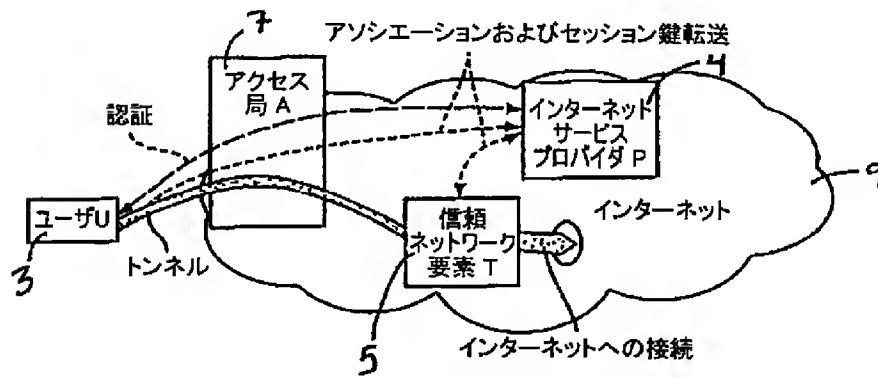 7
アソシエーションおよびセッション鍵転送
4
アクセス
局 A
認証
インターネット
サービス
プロバイダ P
9
ユーザU
3
トンネル
信頼
ネットワーク
要素 T
インターネット
5
インターネットへの接続